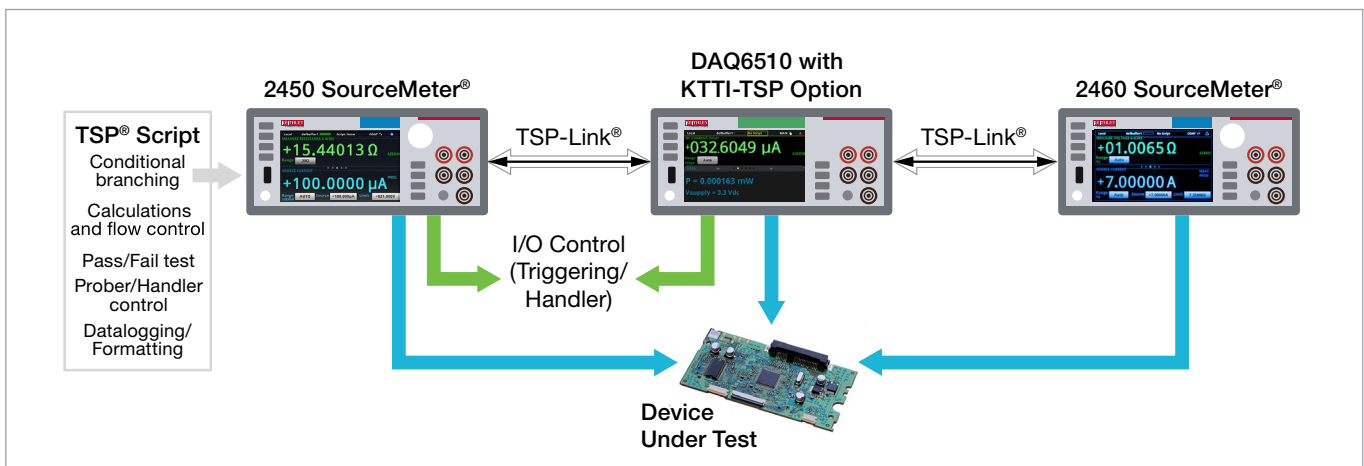 DAQ6510 with
KTTI-TSP Option
2450 SourceMeter®
2460 SourceMeter®
TSP® Script
Conditional
branching
Calculations
and flow control
Pass/Fail test
Prober/Handler
control
Datalogging/
Formatting
+15.44013 Ω
+100.0000 µA
TSP-Link®
+032.6049 µA
Auto
P = 0.000163 mW
Vsupply = 3.3 Vdc
TSP-Link®
+01.0065 Ω
+7.00000 A
I/O Control
(Triggering/
Handler)
Device
Under Test